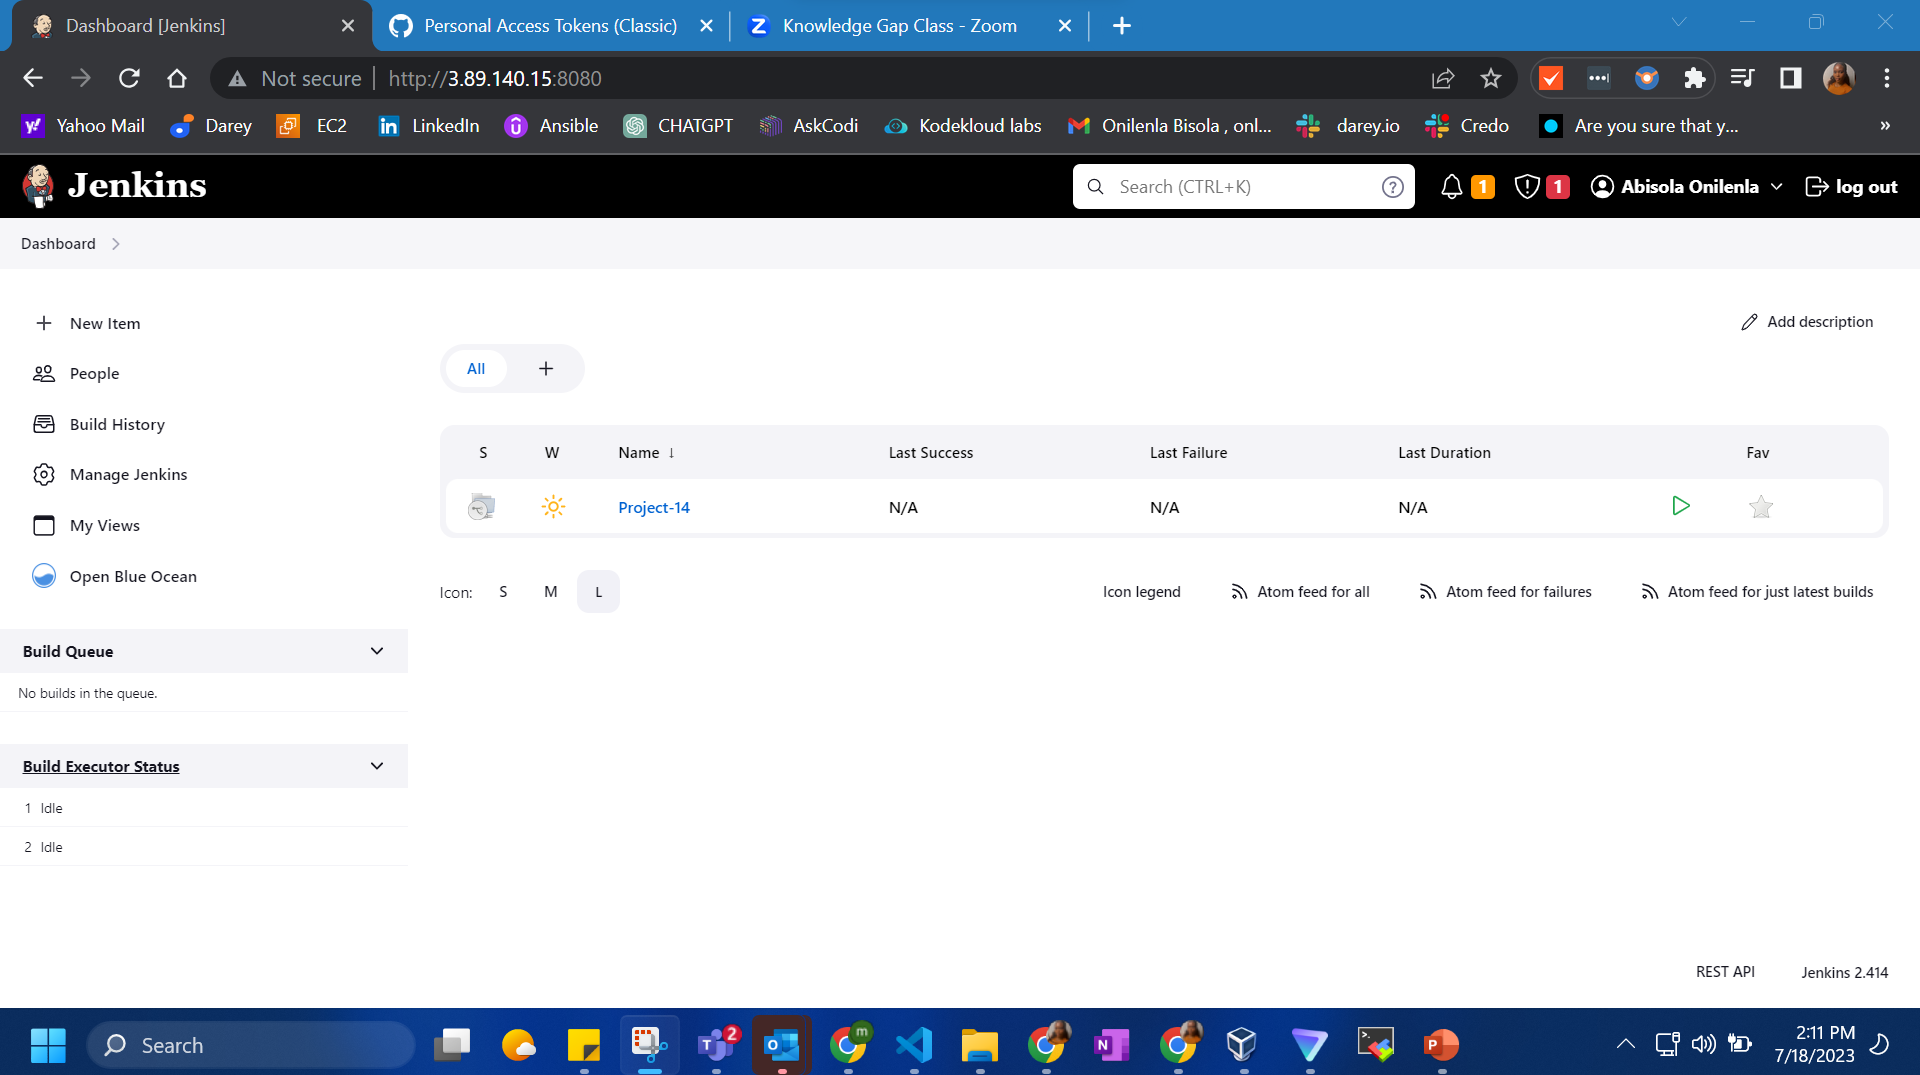 Dashboard [Jenkins]
Personal Access Tokens (Classic)
Knowledge Gap Class - Zoom
Not secure
http://3.89.140.15:8080
Yahoo Mail
Darey
EC2
LinkedIn
Ansible
CHATGPT
AskCodi
Kodekloud labs
Onilenla Bisola , onl...
darey.io
Credo
Are you sure that y...
»
Jenkins
Search (CTRL+K)
1
1
Abisola Onilenla
log out
Dashboard
New Item
People
Build History
Manage Jenkins
My Views
Open Blue Ocean
Build Queue
No builds in the queue.
Build Executor Status
1 Idle
2 Idle
Add description
All
+
S W Name ↓ Last Success Last Failure Last Duration Fav
Project-14 N/A N/A N/A
Icon: S M L
Icon legend
Atom feed for all
Atom feed for failures
Atom feed for just latest builds
REST API
Jenkins 2.414
Search
2
m
2:11 PM
7/18/2023